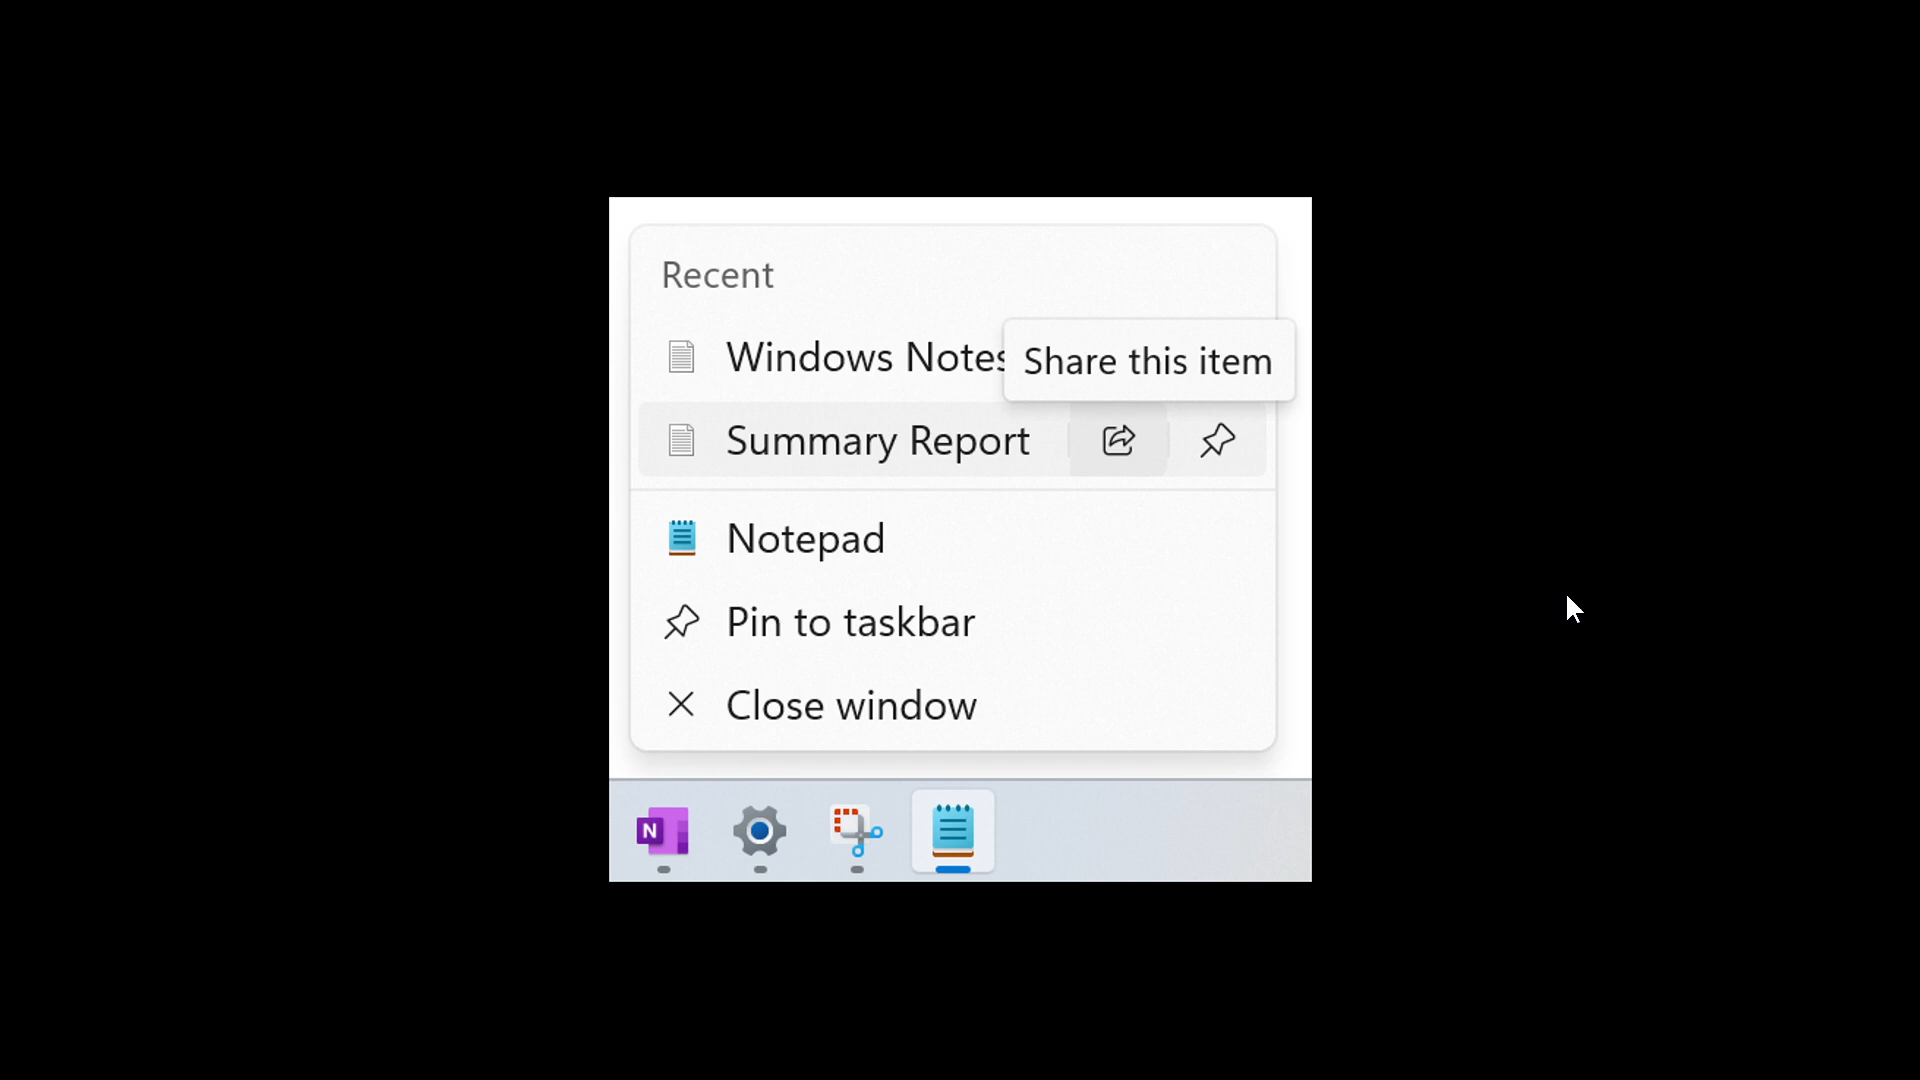 Recent
Windows Notes
Share this item
Summary Report
Notepad
Pin to taskbar
Close window
N